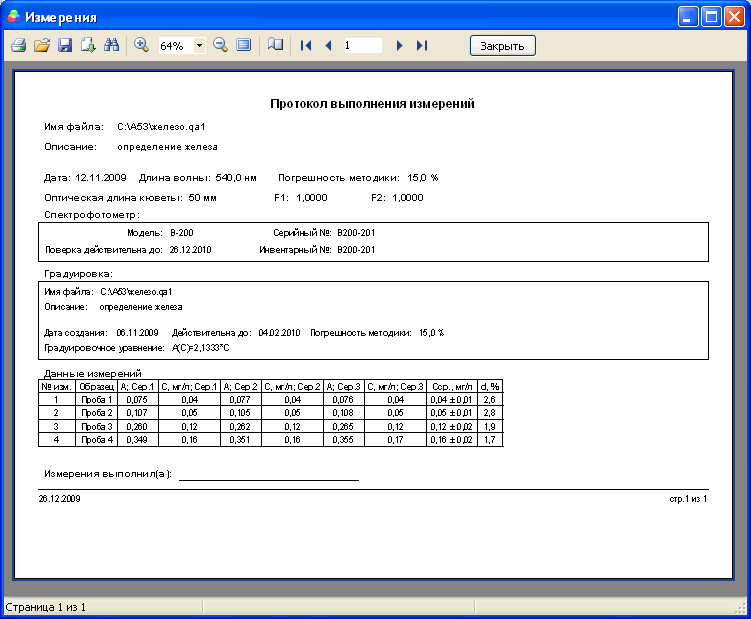 Измерения
64%
1
Закрыть
Протокол выполнения измерений
Имя файла: C:\A53\железо.qa1
Описание: определение железа
Дата: 12.11.2009 Длина волны: 540,0 нм Погрешность методики: 15,0 %
Оптическая длина кюветы: 50 мм F1: 1,0000 F2: 1,0000
Спектрофотометр:
Модель: В-200 Серийный №: В200-201
Поверка действительна до: 26.12.2010 Инвентарный №: В200-201
Градуировка:
Имя файла: C:\A53\железо.qa1
Описание: определение железа
Дата создания: 06.11.2009 Действительна до: 04.02.2010 Погрешность методики: 15,0 %
Градуировочное уравнение: A(C)=2,1333*C
Данные измерений
№ изм. Образец A; Сер.1 C, мг/л; Сер.1 A; Сер.2 C, мг/л; Сер.2 A; Сер.3 C, мг/л; Сер.3 Сср., мг/л d, %
1 Проба 1 0,075 0,04 0,077 0,04 0,076 0,04 0,04 ±0,01 2,6
2 Проба 2 0,107 0,05 0,105 0,05 0,108 0,05 0,05 ±0,01 2,8
3 Проба 3 0,260 0,12 0,262 0,12 0,265 0,12 0,12 ±0,02 1,9
4 Проба 4 0,349 0,16 0,351 0,16 0,355 0,17 0,16 ±0,02 1,7
Измерения выполнил(а):
26.12.2009 стр.1 из 1
Страница 1 из 1